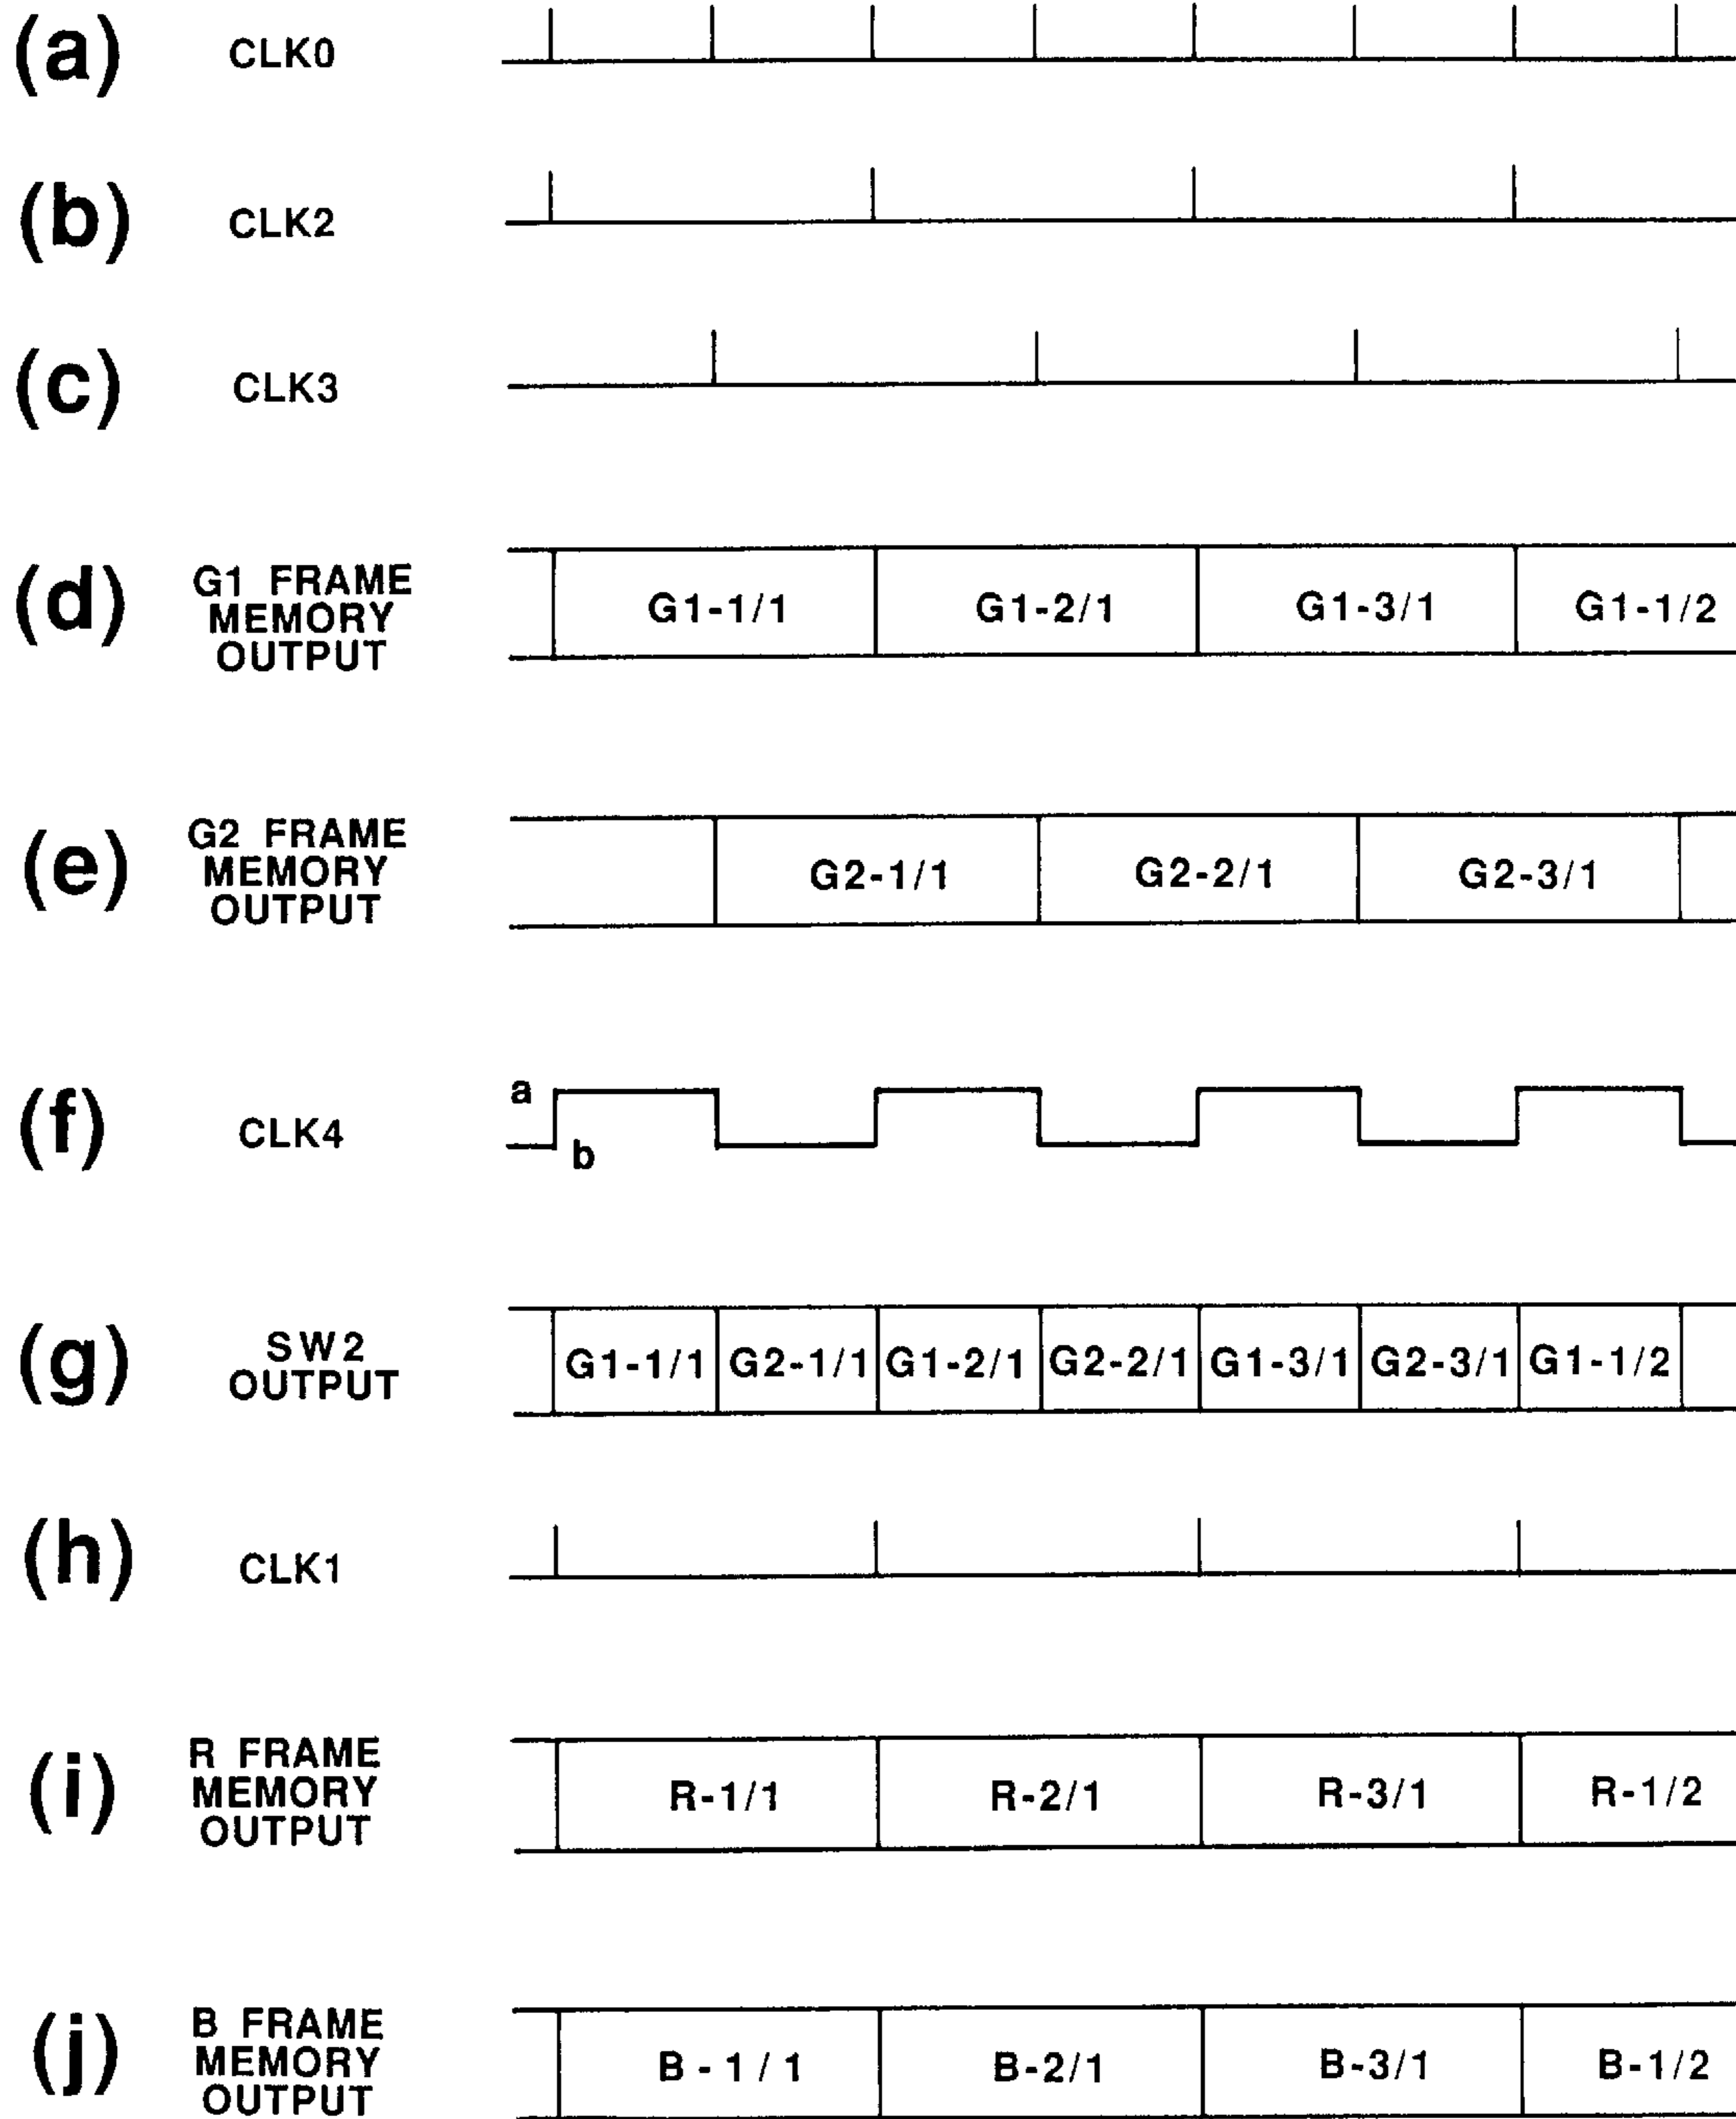 (a) CLK0
(b) CLK2
(c) CLK3
(d) G1 FRAME
MEMORY
OUTPUT
G1-1/1 G1-2/1 G1-3/1 G1-1/2
(e) G2 FRAME
MEMORY
OUTPUT
G2-1/1 G2-2/1 G2-3/1
(f) CLK4
a
b
(g) SW2
OUTPUT
G1-1/1 G2-1/1 G1-2/1 G2-2/1 G1-3/1 G2-3/1 G1-1/2
(h) CLK1
(i) R FRAME
MEMORY
OUTPUT
R-1/1 R-2/1 R-3/1 R-1/2
(j) B FRAME
MEMORY
OUTPUT
B-1/1 B-2/1 B-3/1 B-1/2